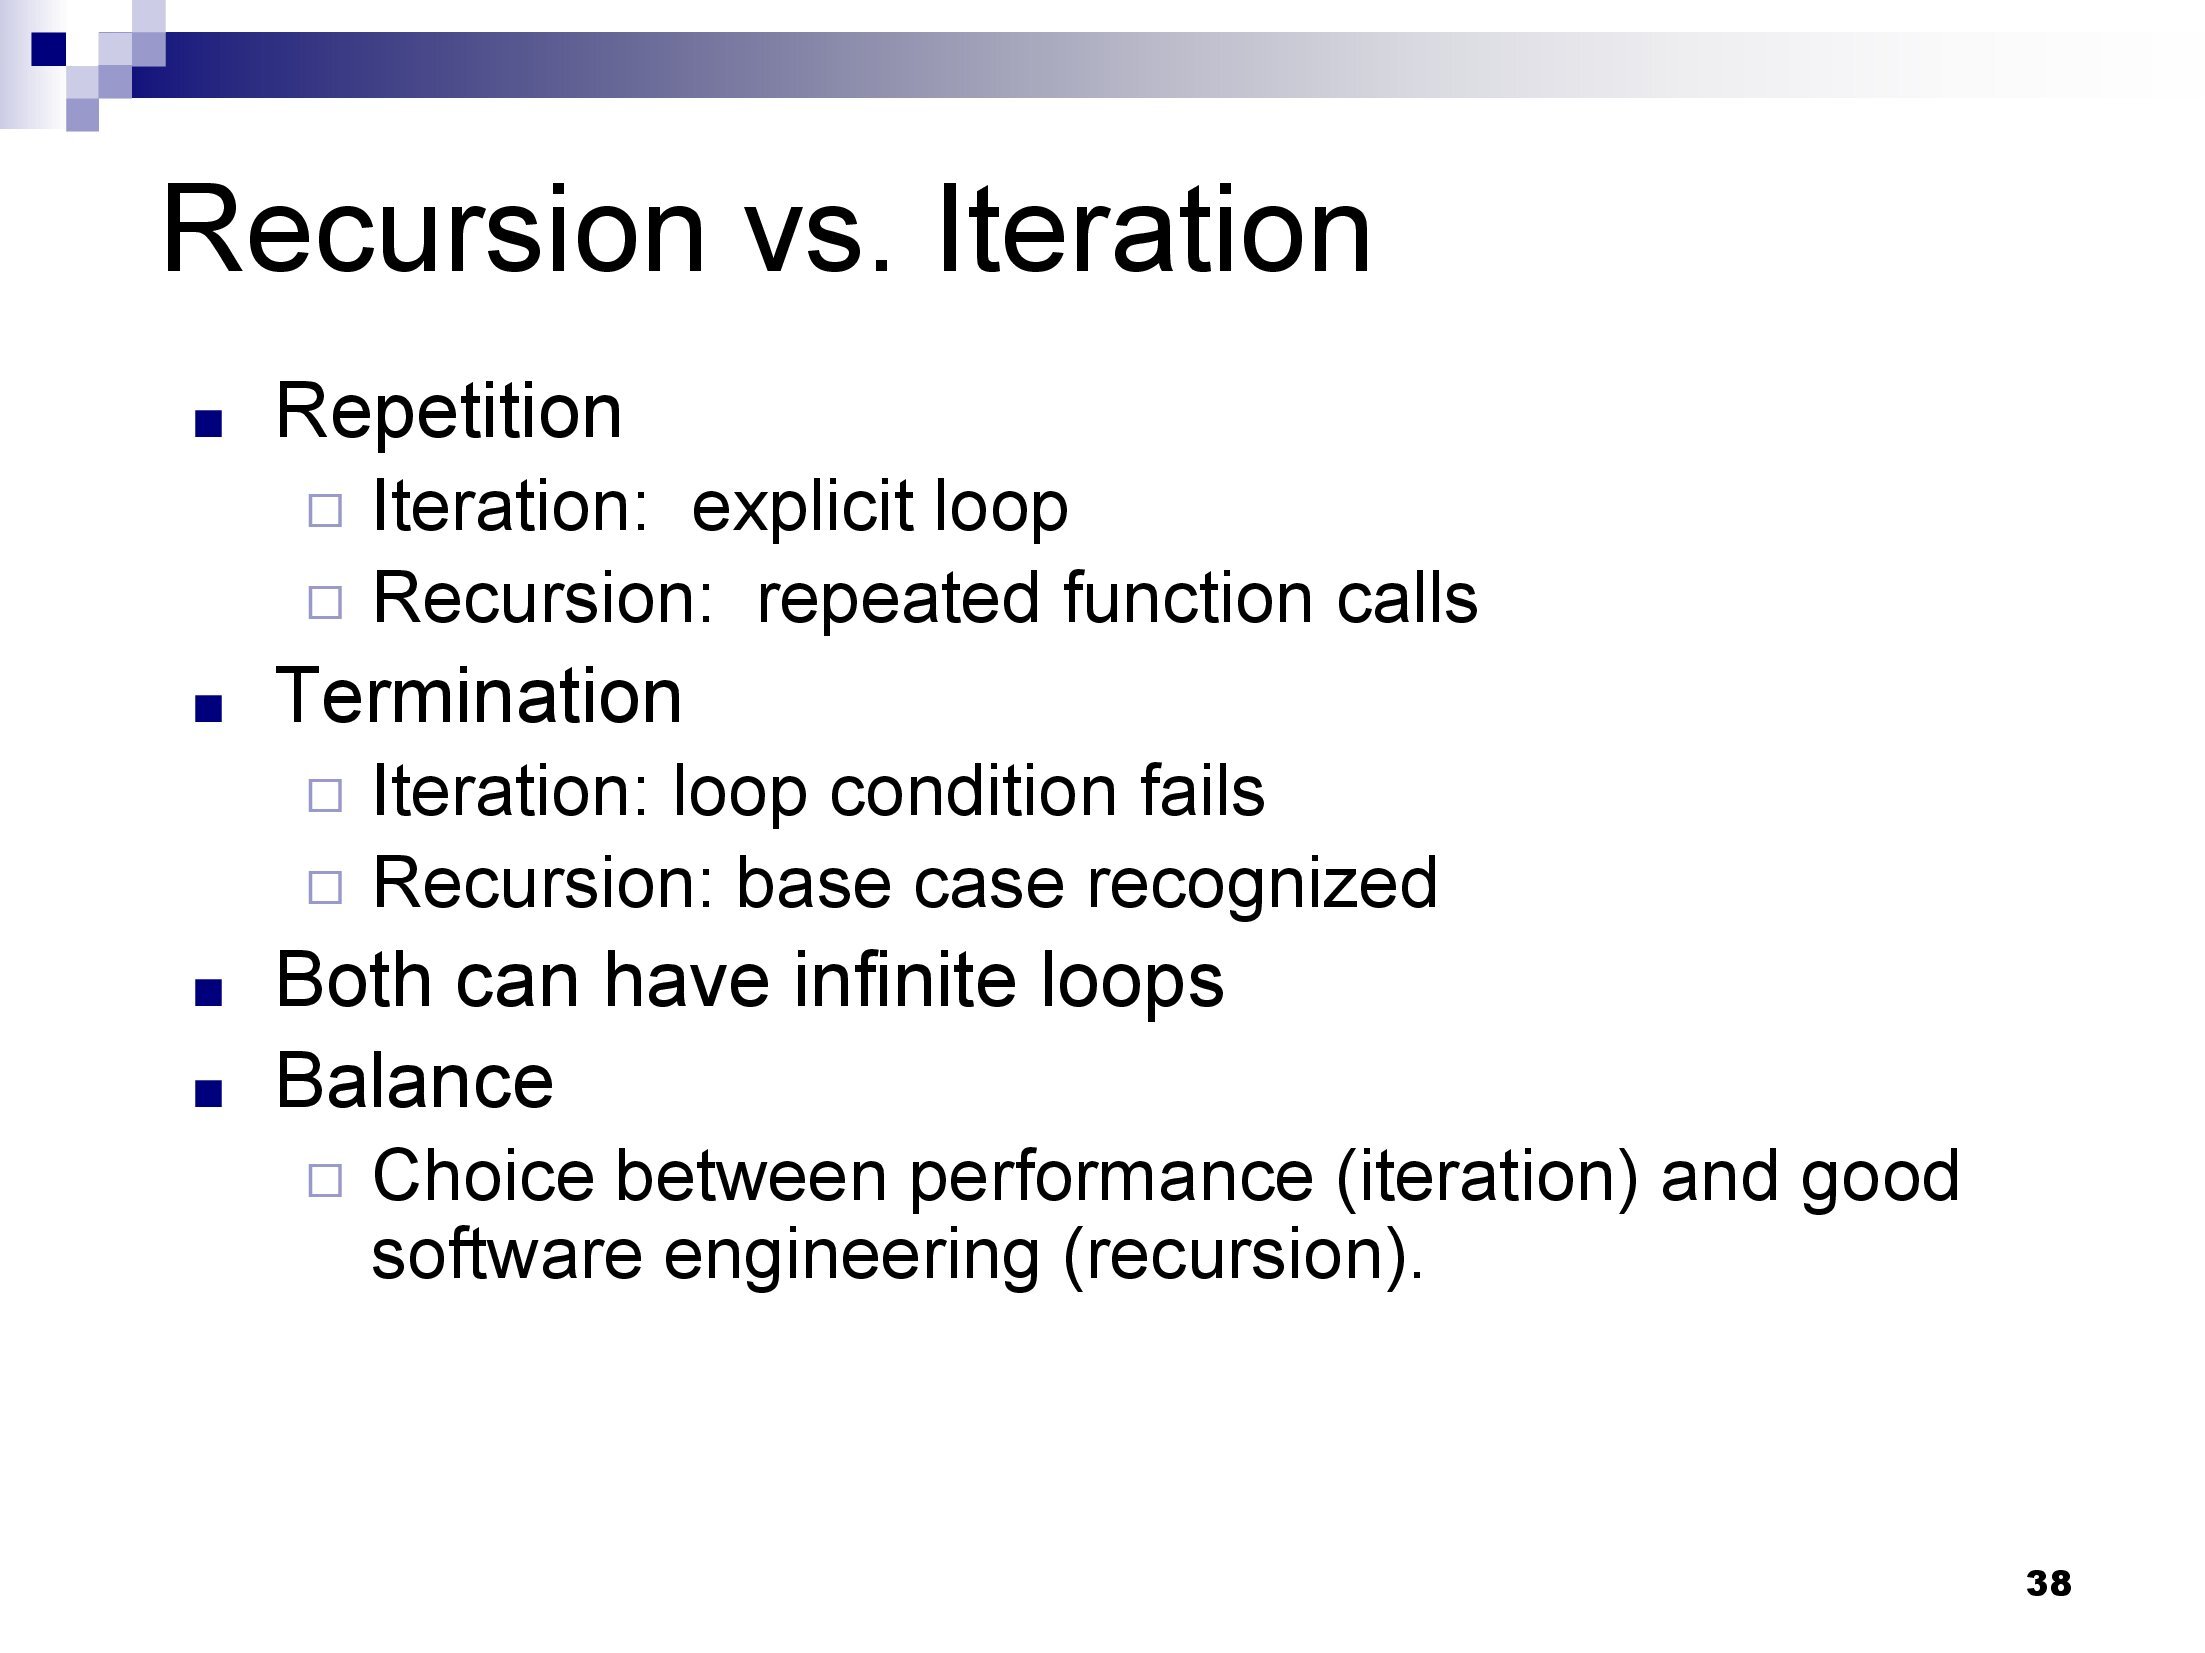 Recursion vs. Iteration
Repetition
Iteration:  explicit loop
Recursion:  repeated function calls
Termination
Iteration: loop condition fails
Recursion: base case recognized
Both can have infinite loops
Balance
Choice between performance (iteration) and good
software engineering (recursion).
38